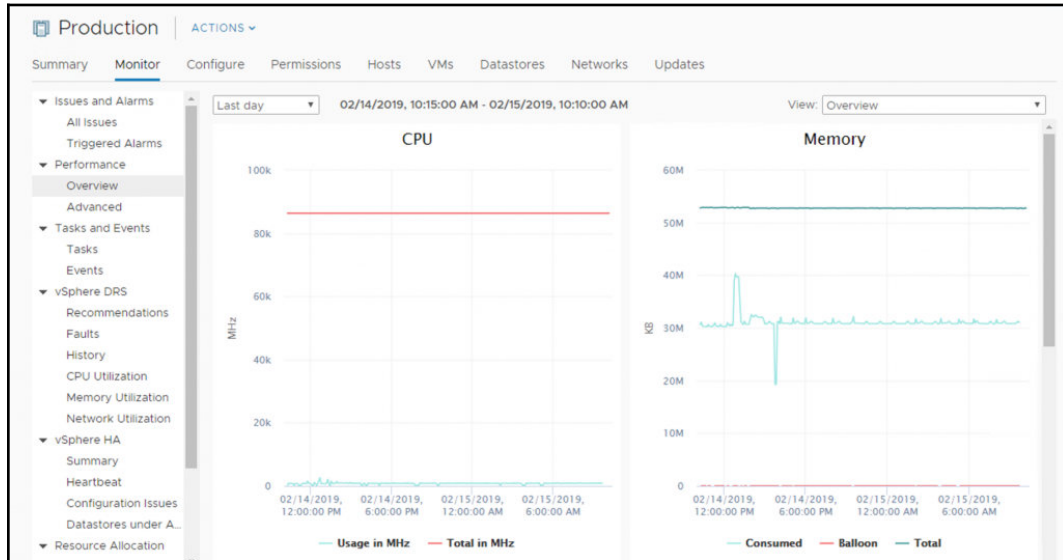 Production ACTIONS
Summary Monitor Configure Permissions Hosts VMs Datastores Networks Updates
Issues and Alarms
All Issues
Triggered Alarms
Performance
Overview
Advanced
Tasks and Events
Tasks
Events
vSphere DRS
Recommendations
Faults
History
CPU Utilization
Memory Utilization
Network Utilization
vSphere HA
Summary
Heartbeat
Configuration Issues
Datastores under A...
Resource Allocation
Last day 02/14/2019, 10:15:00 AM - 02/15/2019, 10:10:00 AM View: Overview
CPU
100k
80k
60k
40k
20k
0
MHz
02/14/2019, 02/14/2019, 02/15/2019, 02/15/2019,
12:00:00 PM 6:00:00 PM 12:00:00 AM 6:00:00 AM
Usage in MHz Total in MHz
Memory
60M
50M
40M
30M
20M
10M
0
KB
02/14/2019, 02/14/2019, 02/15/2019, 02/15/2019,
12:00:00 PM 6:00:00 PM 12:00:00 AM 6:00:00 AM
Consumed Balloon Total